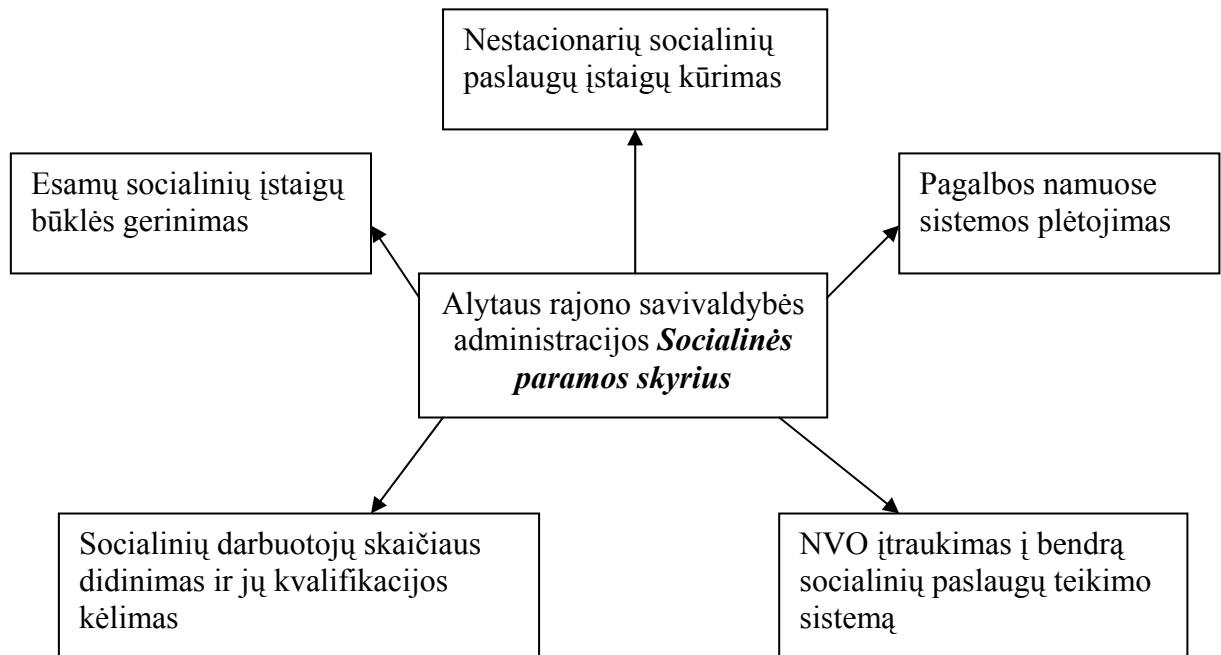 Nestacionarių socialinių
paslaugų įstaigų kūrimas
Esamų socialinių įstaigų
būklės gerinimas
Pagalbos namuose
sistemos plėtojimas
Alytaus rajono savivaldybės
administracijos Socialinės
paramos skyrius
Socialinių darbuotojų skaičiaus
didinimas ir jų kvalifikacijos
kėlimas
NVO įtraukimas į bendrą
socialinių paslaugų teikimo
sistemą